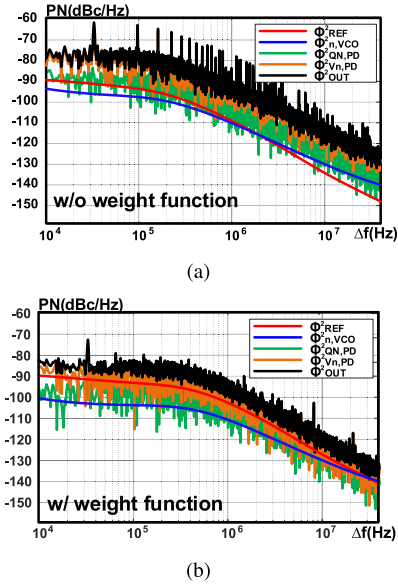 PN(dBc/Hz)
-60
-70
-80
-90
-100
-110
-120
-130
-140
-150
Φ²REF
Φ²n,VCO
Φ²QN,PD
Φ²Vn,PD
Φ²OUT
w/o weight function
10⁴ 10⁵ 10⁶ 10⁷ Δf(Hz)
(a)
PN(dBc/Hz)
-60
-70
-80
-90
-100
-110
-120
-130
-140
-150
Φ²REF
Φ²n,VCO
Φ²QN,PD
Φ²Vn,PD
Φ²OUT
w/ weight function
10⁴ 10⁵ 10⁶ 10⁷ Δf(Hz)
(b)